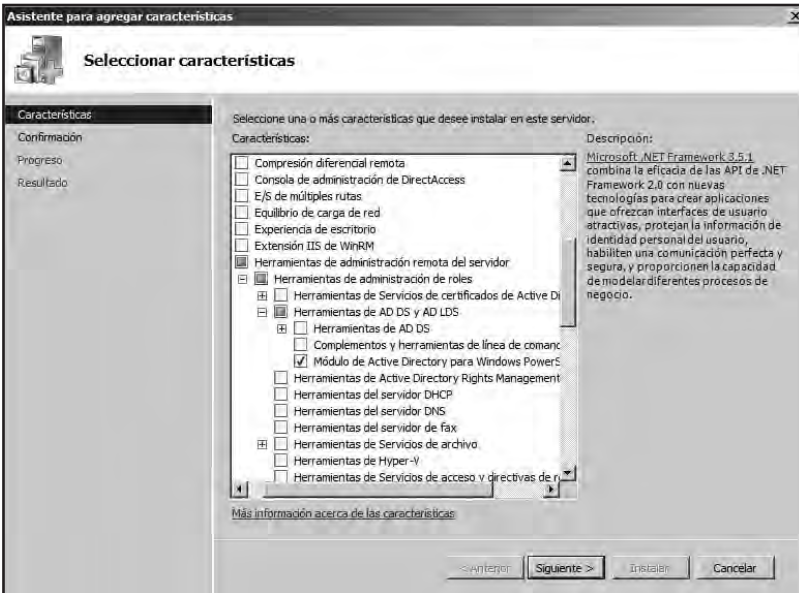 Asistente para agregar características
Seleccionar características
Características
Confirmación
Progreso
Resultado
Seleccione una o más características que desee instalar en este servidor.
Características:
Compresión diferencial remota
Consola de administración de DirectAccess
E/S de múltiples rutas
Equilibrio de carga de red
Experiencia de escritorio
Extensión IIS de WinRM
Herramientas de administración remota del servidor
Herramientas de administración de roles
Herramientas de Servicios de certificados de Active Di
Herramientas de AD DS y AD LDS
Herramientas de AD DS
Complementos y herramientas de línea de comanc
Módulo de Active Directory para Windows PowerS
Herramientas de Active Directory Rights Management
Herramientas del servidor DHCP
Herramientas del servidor DNS
Herramientas del servidor de fax
Herramientas de Servicios de archivo
Herramientas de Hyper-V
Herramientas de Servicios de acceso y directivas de r
Más información acerca de las características
Descripción:
Microsoft .NET Framework 3.5.1
combina la eficacia de las API de .NET
Framework 2.0 con nuevas
tecnologías para crear aplicaciones
que ofrezcan interfaces de usuario
atractivas, protejan la información de
identidad personal del usuario,
habiliten una comunicación perfecta y
segura, y proporcionen la capacidad
de modelar diferentes procesos de
negocio.
< Anterior
Siguiente >
Instalar
Cancelar